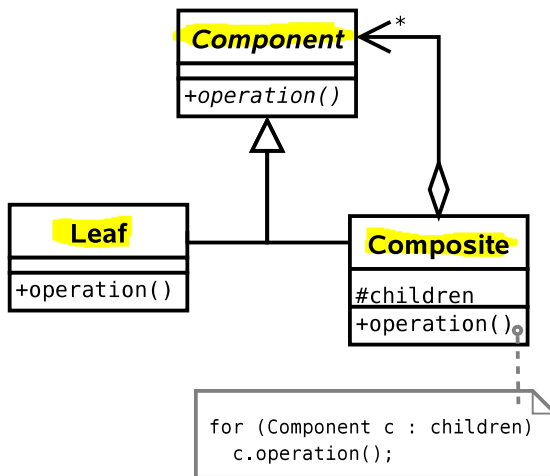 Component
*
+operation()
Leaf
+operation()
Composite
#children
+operation()
for (Component c : children)
c.operation();